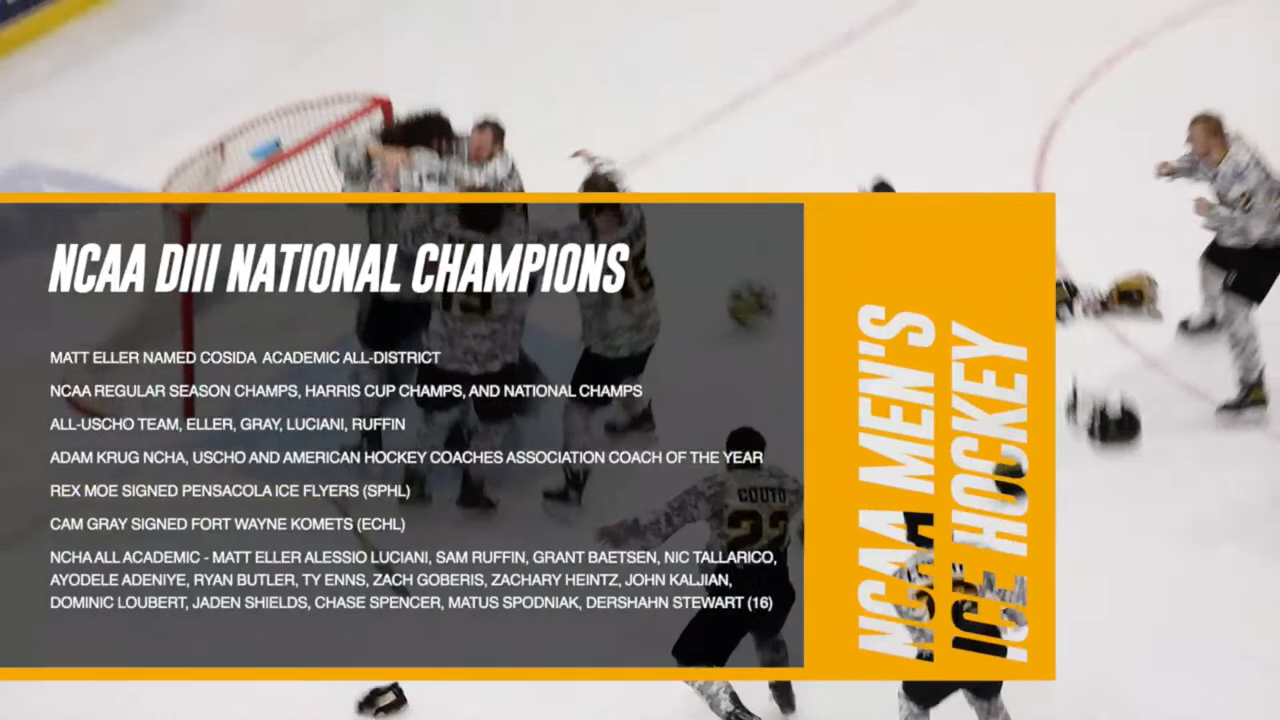 NCAA DIII NATIONAL CHAMPIONS
MATT ELLER NAMED COSIDA ACADEMIC ALL-DISTRICT
NCAA REGULAR SEASON CHAMPS, HARRIS CUP CHAMPS, AND NATIONAL CHAMPS
ALL-USCHO TEAM, ELLER, GRAY, LUCIANI, RUFFIN
ADAM KRUG NCHA, USCHO AND AMERICAN HOCKEY COACHES ASSOCIATION COACH OF THE YEAR
REX MOE SIGNED PENSACOLA ICE FLYERS (SPHL)
CAM GRAY SIGNED FORT WAYNE KOMETS (ECHL)
NCHA ALL ACADEMIC - MATT ELLER ALESSIO LUCIANI, SAM RUFFIN, GRANT BAETSEN, NIC TALLARICO,
AYODELE ADENIYE, RYAN BUTLER, TY ENNS, ZACH GOBERIS, ZACHARY HEINTZ, JOHN KALJIAN,
DOMINIC LOUBERT, JADEN SHIELDS, CHASE SPENCER, MATUS SPODNIAK, DERSHAHN STEWART (16)
NCAA MEN'S
ICE HOCKEY
COUTO